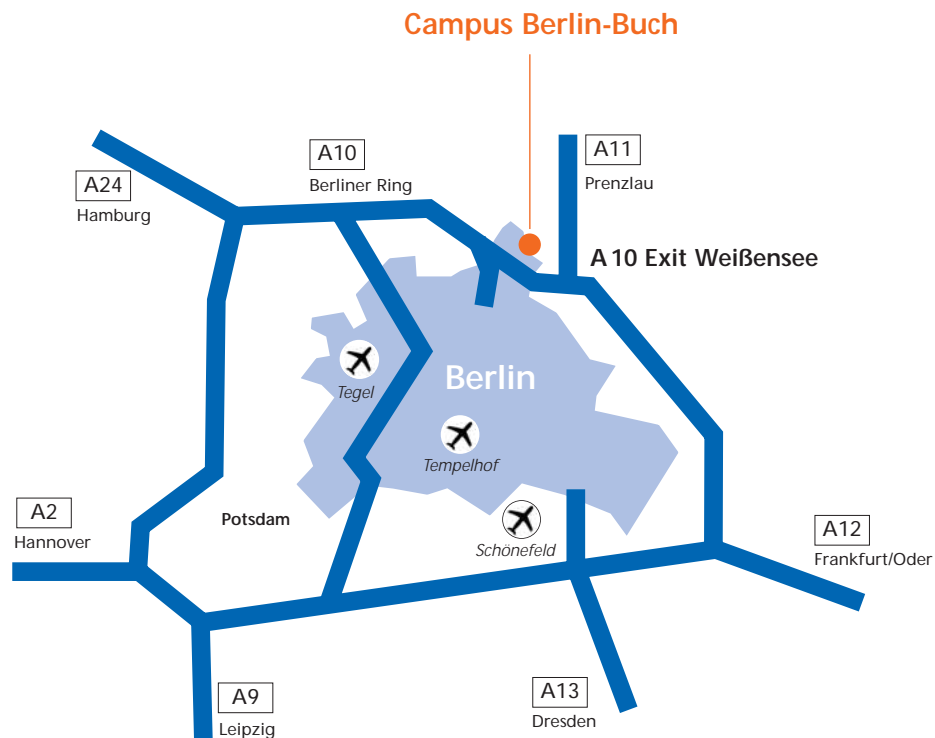 Campus Berlin-Buch
A10
Berliner Ring
A11
Prenzlau
A24
Hamburg
A 10 Exit Weißensee
Tegel
Berlin
Tempelhof
A2
Hannover
Potsdam
Schönefeld
A12
Frankfurt/Oder
A9
Leipzig
A13
Dresden